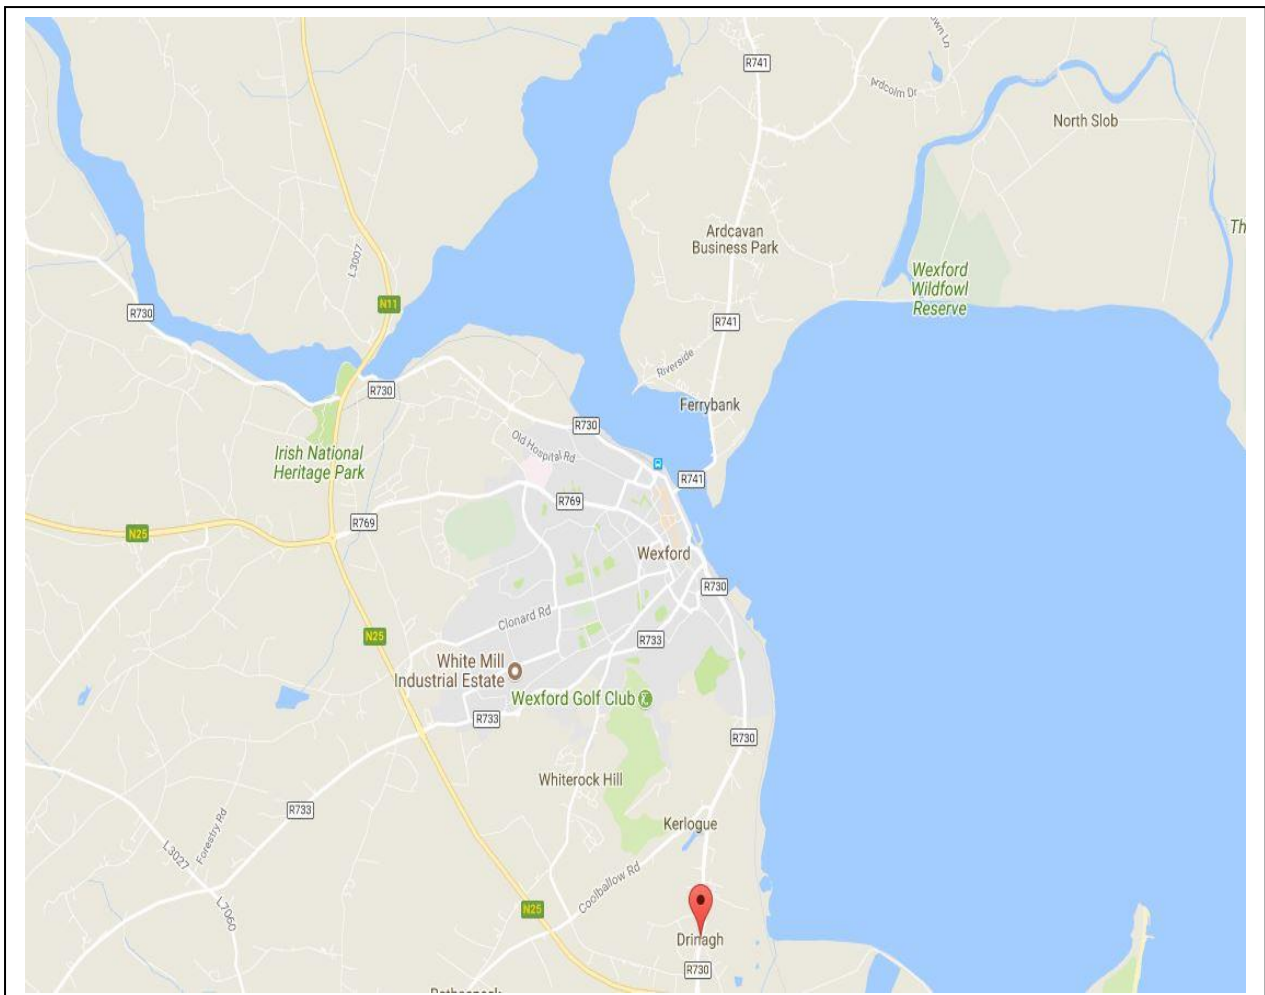 R741
Ardcolm Dr
North Slob
Ardcavan
Business Park
Th
L3007
Wexford
Wildfowl
Reserve
N11
R730
R741
Riverside
R730
Ferrybank
R730
Old Hospital Rd
Irish National
Heritage Park
R741
R769
R769
N25
Wexford
R730
Clonard Rd
N25
R733
White Mill
Industrial Estate
Wexford Golf Club
R733
R730
Whiterock Hill
R733
Kerlogue
Forestry Rd
L3027
Coolballow Rd
L7060
N25
Drinagh
R730